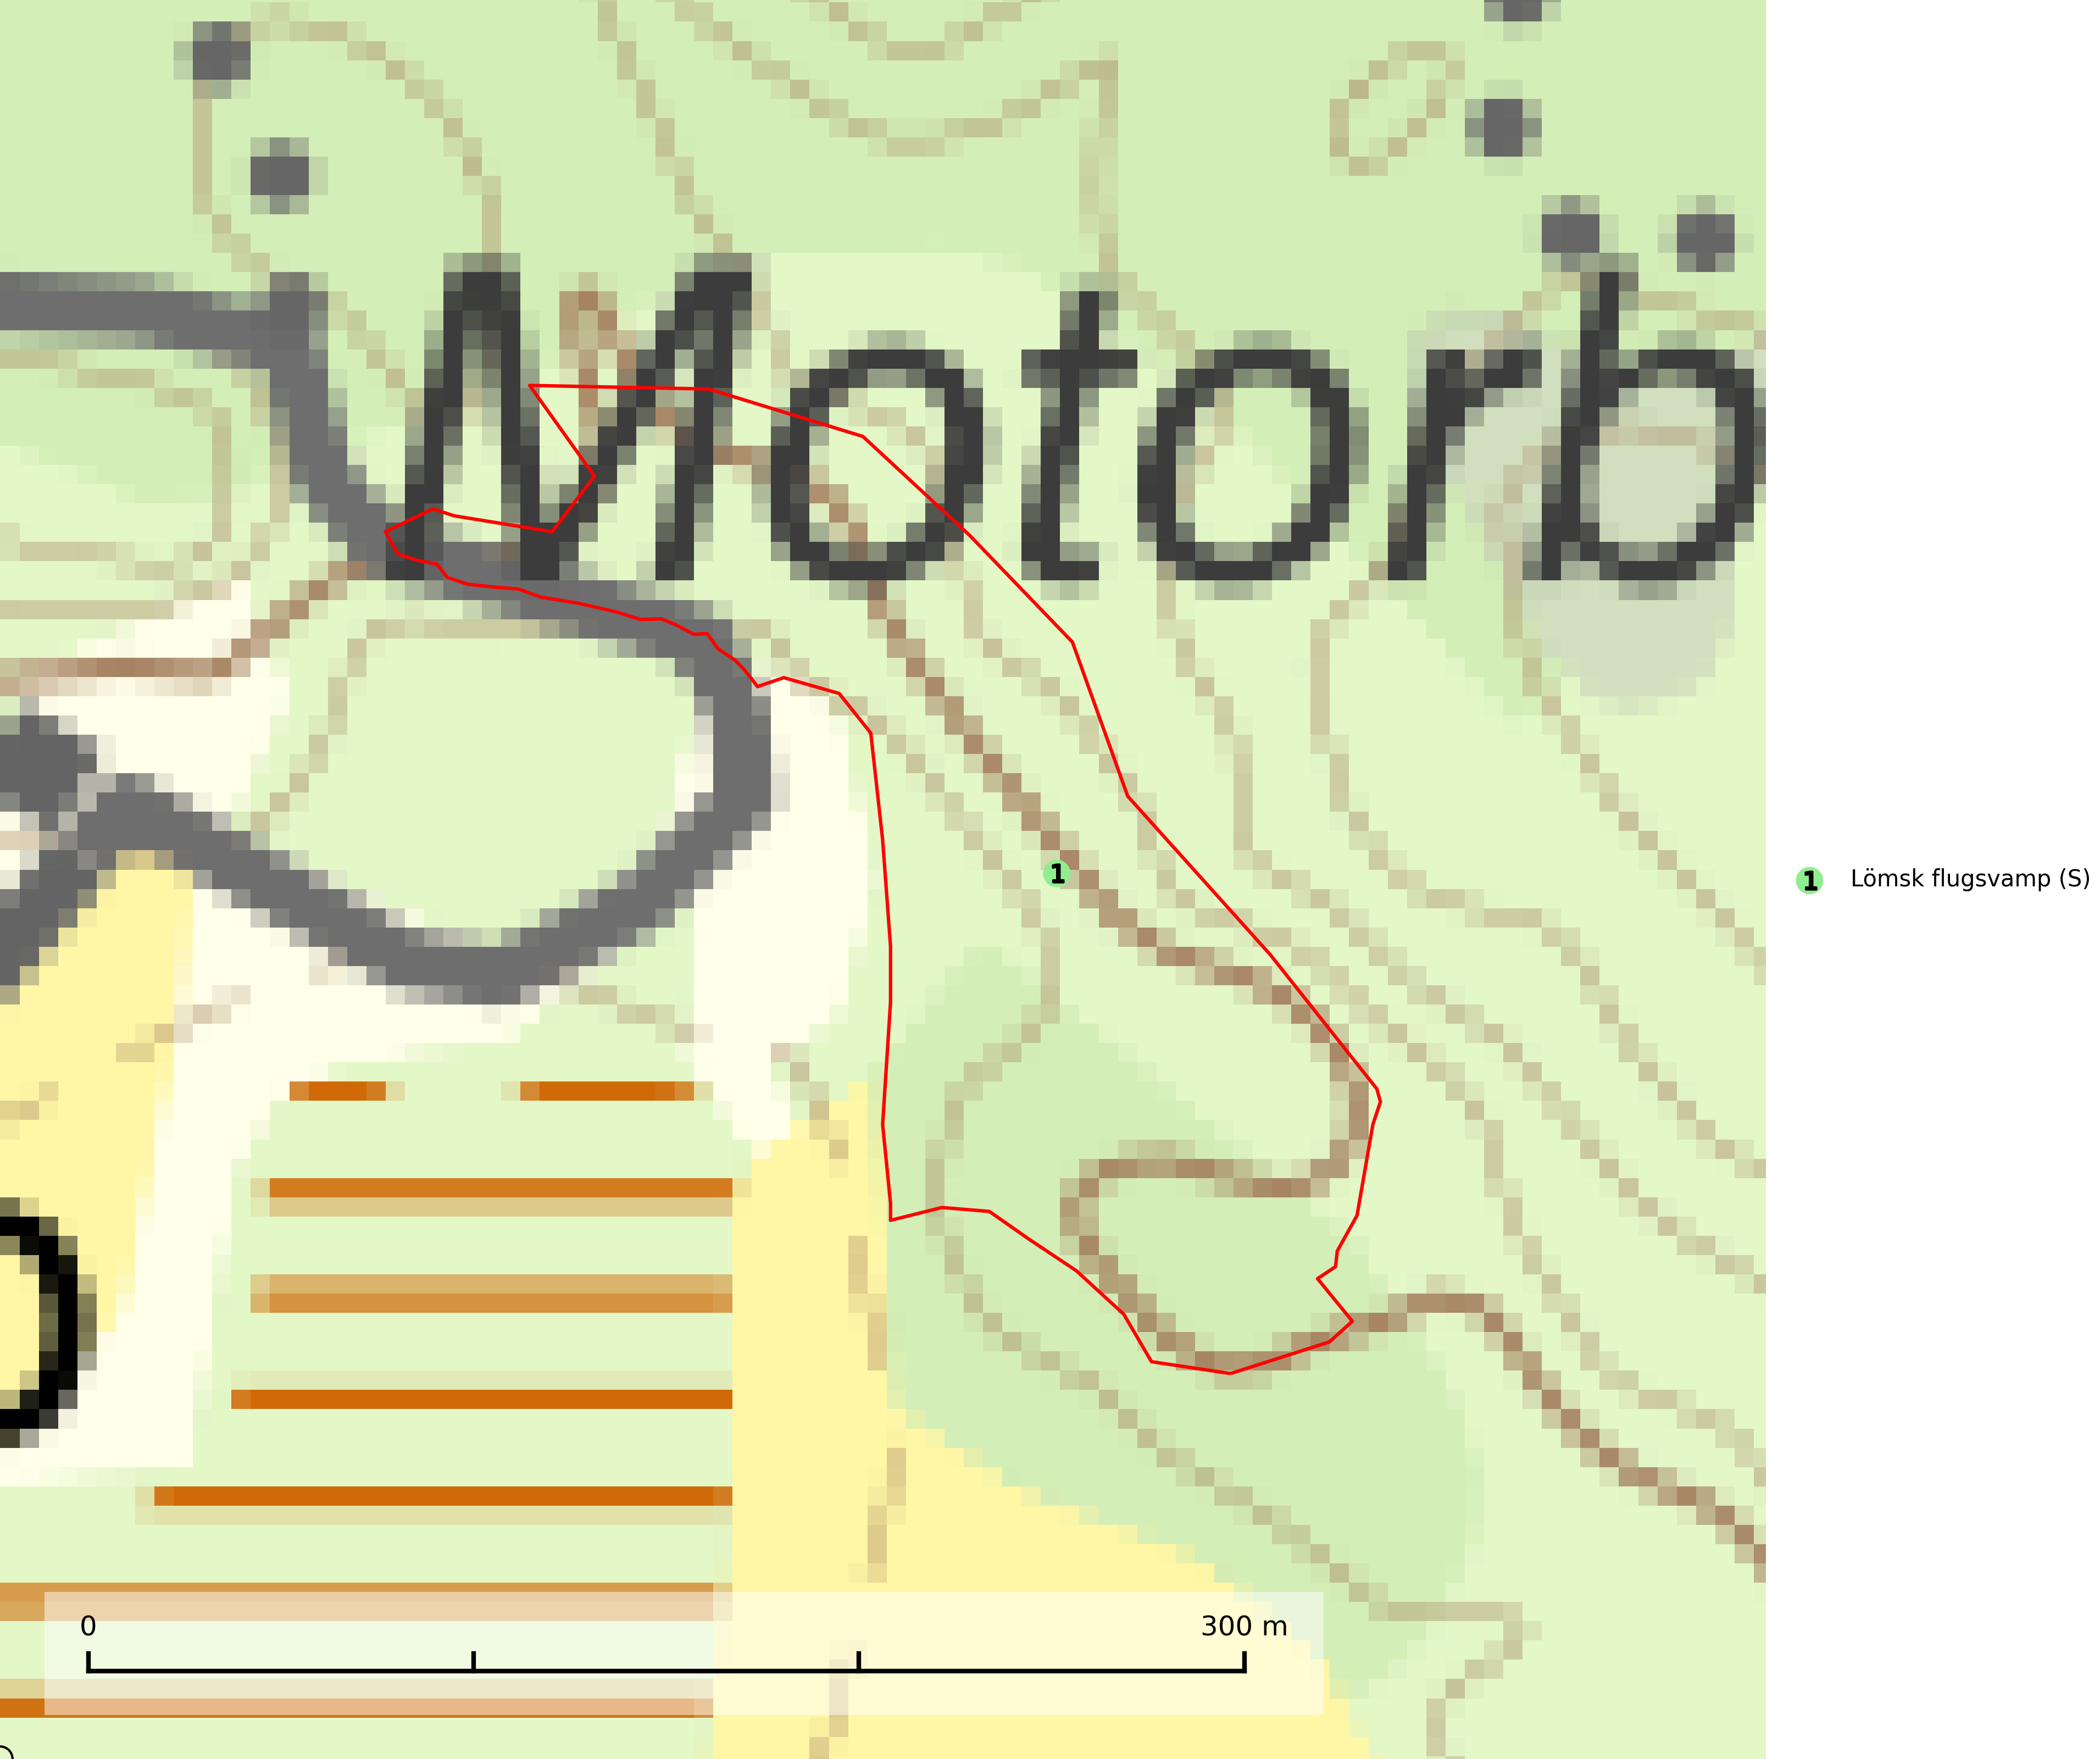 Motorb
1
1 Lömsk flugsvamp (S)
0 300 m